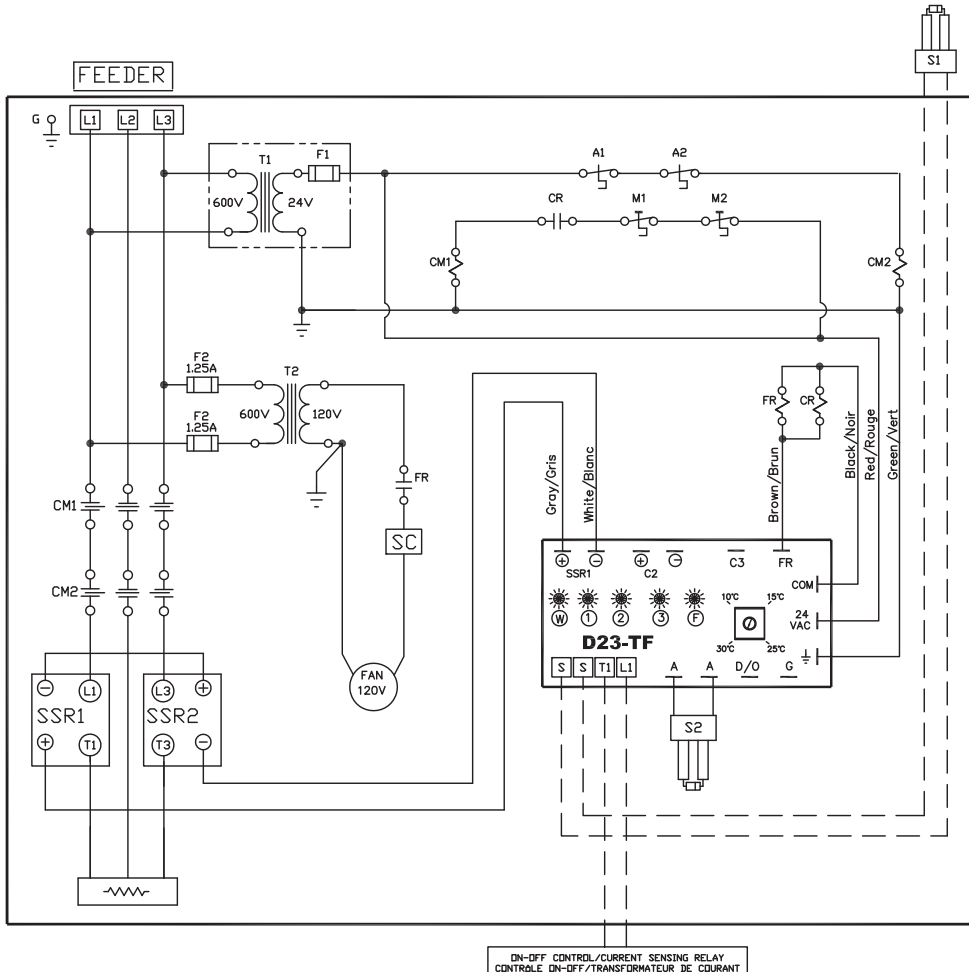 S1
FEEDER
G L1 L2 L3
T1 F1 A1 A2
600V 24V
CR M1 M2
CM1 CM2
F2
1.25A
T2
600V 120V
F2
1.25A
FR CR
Gray/Gris
White/Blanc
Brown/Brun
Black/Noir
Red/Rouge
Green/Vert
FR
CM1
SC
CM2
+ - + - C3 FR
SSR1 C2
COM
W 1 2 3 F
10°C 15°C
30°C 25°C
24
VAC
D23-TF
S S T1 L1 A A D/O G
FAN
120V
- L1 L3 +
SSR1 SSR2
+ T1 T3 -
S2
ON-OFF CONTROL/CURRENT SENSING RELAY
CONTRÔLE ON-OFF/TRANSFORMATEUR DE COURANT